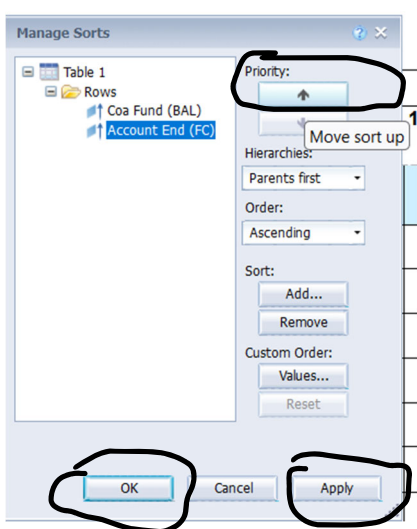 Manage Sorts
Table 1
Rows
Coa Fund (BAL)
Account End (FC)
Priority:
Move sort up
Hierarchies:
Parents first
Order:
Ascending
Sort:
Add...
Remove
Custom Order:
Values...
Reset
OK Cancel Apply
1